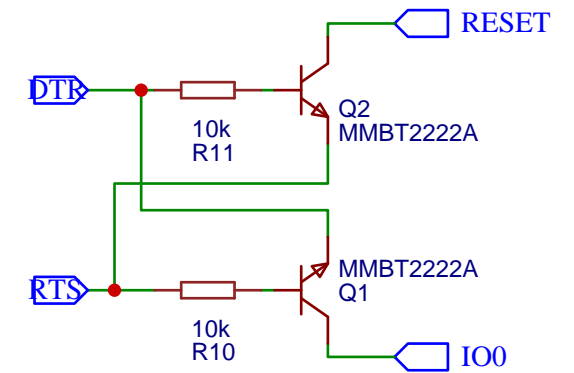 RESET
DTR
10k
R11
Q2
MMBT2222A
MMBT2222A
Q1
RTS
10k
R10
IO0